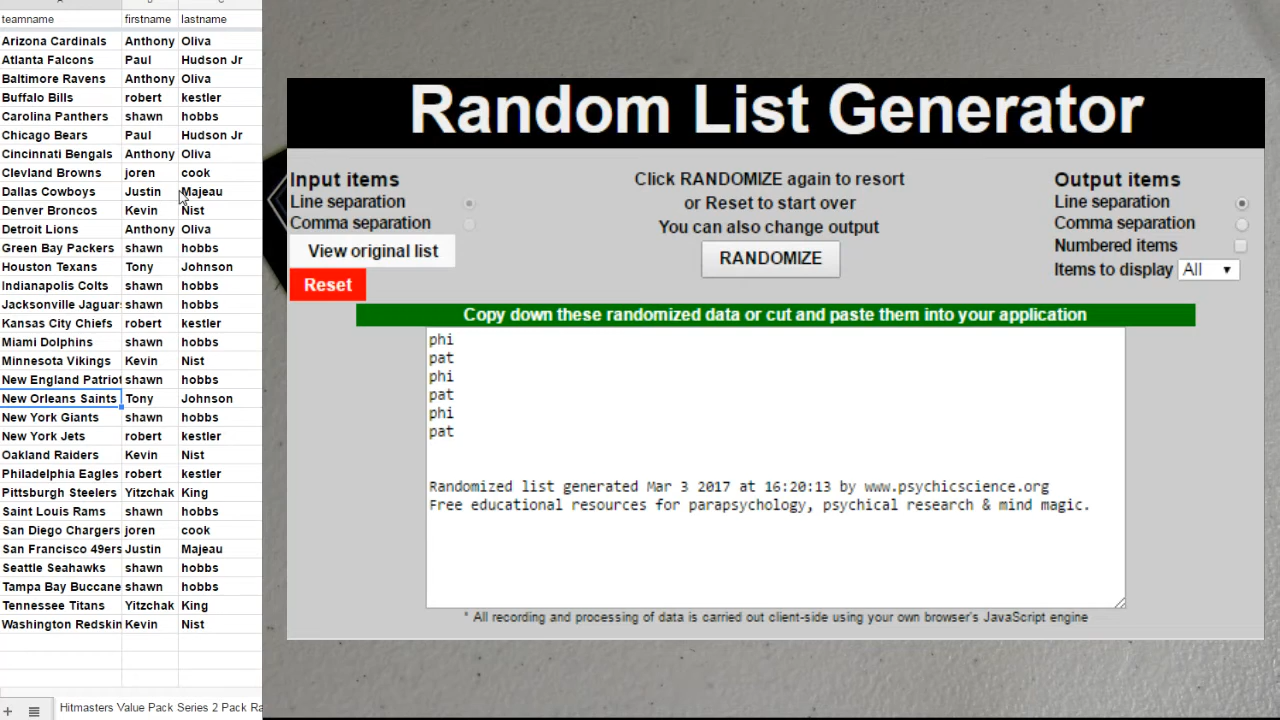 teamname firstname lastname
Arizona Cardinals Anthony Oliva
Atlanta Falcons Paul Hudson Jr
Baltimore Ravens Anthony Oliva
Buffalo Bills robert kestler
Carolina Panthers shawn hobbs
Chicago Bears Paul Hudson Jr
Cincinnati Bengals Anthony Oliva
Clevland Browns joren cook
Dallas Cowboys Justin Majeau
Denver Broncos Kevin Nist
Detroit Lions Anthony Oliva
Green Bay Packers shawn hobbs
Houston Texans Tony Johnson
Indianapolis Colts shawn hobbs
Jacksonville Jaguars shawn hobbs
Kansas City Chiefs robert kestler
Miami Dolphins shawn hobbs
Minnesota Vikings Kevin Nist
New England Patriot shawn hobbs
New Orleans Saints Tony Johnson
New York Giants shawn hobbs
New York Jets robert kestler
Oakland Raiders Kevin Nist
Philadelphia Eagles robert kestler
Pittsburgh Steelers Yitzchak King
Saint Louis Rams shawn hobbs
San Diego Chargers joren cook
San Francisco 49ers Justin Majeau
Seattle Seahawks shawn hobbs
Tampa Bay Buccane shawn hobbs
Tennessee Titans Yitzchak King
Washington Redskin Kevin Nist
Hitmasters Value Pack Series 2 Pack Ra
Random List Generator
Input items
Line separation
Comma separation
View original list
Reset
Click RANDOMIZE again to resort
or Reset to start over
You can also change output
RANDOMIZE
Output items
Line separation
Comma separation
Numbered items
Items to display All
Copy down these randomized data or cut and paste them into your application
phi
pat
phi
pat
phi
pat
Randomized list generated Mar 3 2017 at 16:20:13 by www.psychicscience.org
Free educational resources for parapsychology, psychical research & mind magic.
* All recording and processing of data is carried out client-side using your own browser's JavaScript engine